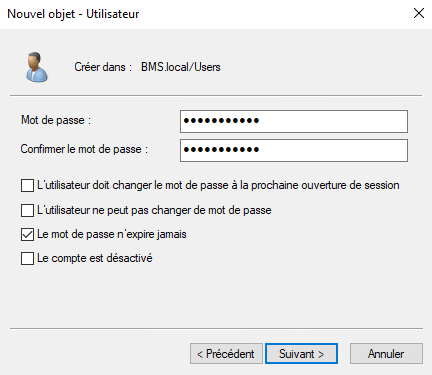 Nouvel objet - Utilisateur
Créer dans : BMS.local/Users
Mot de passe : ●●●●●●●●●●●
Confirmer le mot de passe : ●●●●●●●●●●●
L'utilisateur doit changer le mot de passe à la prochaine ouverture de session
L'utilisateur ne peut pas changer de mot de passe
Le mot de passe n'expire jamais
Le compte est désactivé
< Précédent Suivant > Annuler